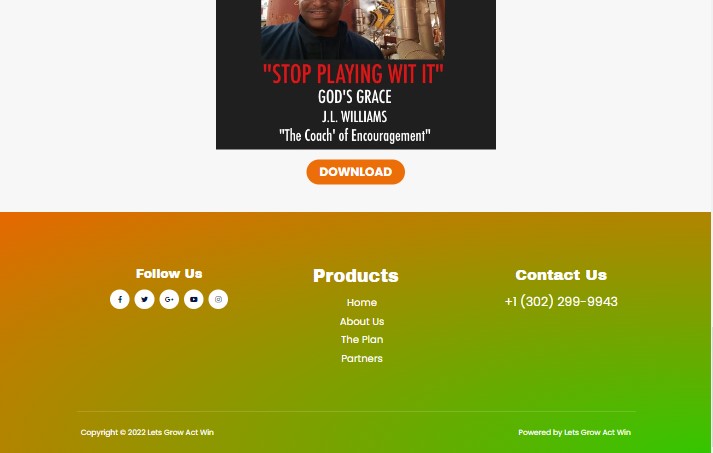 "STOP PLAYING WIT IT"
GOD'S GRACE
J.L. WILLIAMS
"The Coach' of Encouragement"
DOWNLOAD
Follow Us
Products
Contact Us
Home
+1 (302) 299-9943
About Us
The Plan
Partners
Copyright © 2022 Lets Grow Act Win
Powered by Lets Grow Act Win